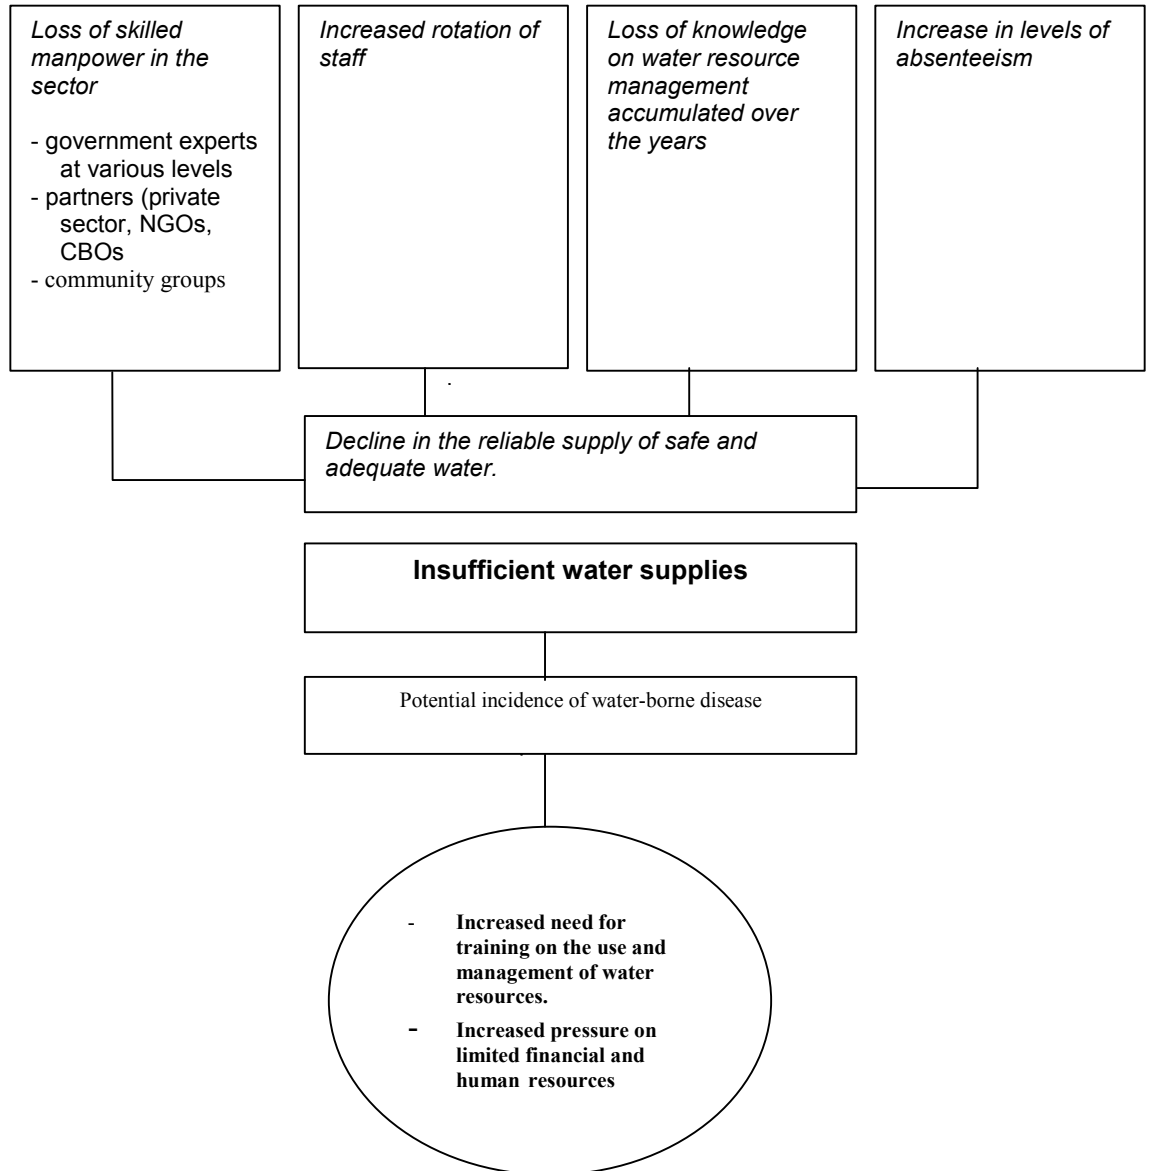 Loss of skilled
manpower in the
sector
- government experts
at various levels
- partners (private
sector, NGOs,
CBOs
- community groups
Increased rotation of
staff
Loss of knowledge
on water resource
management
accumulated over
the years
Increase in levels of
absenteeism
Decline in the reliable supply of safe and
adequate water.
Insufficient water supplies
Potential incidence of water-borne disease
- Increased need for
training on the use and
management of water
resources.
- Increased pressure on
limited financial and
human resources